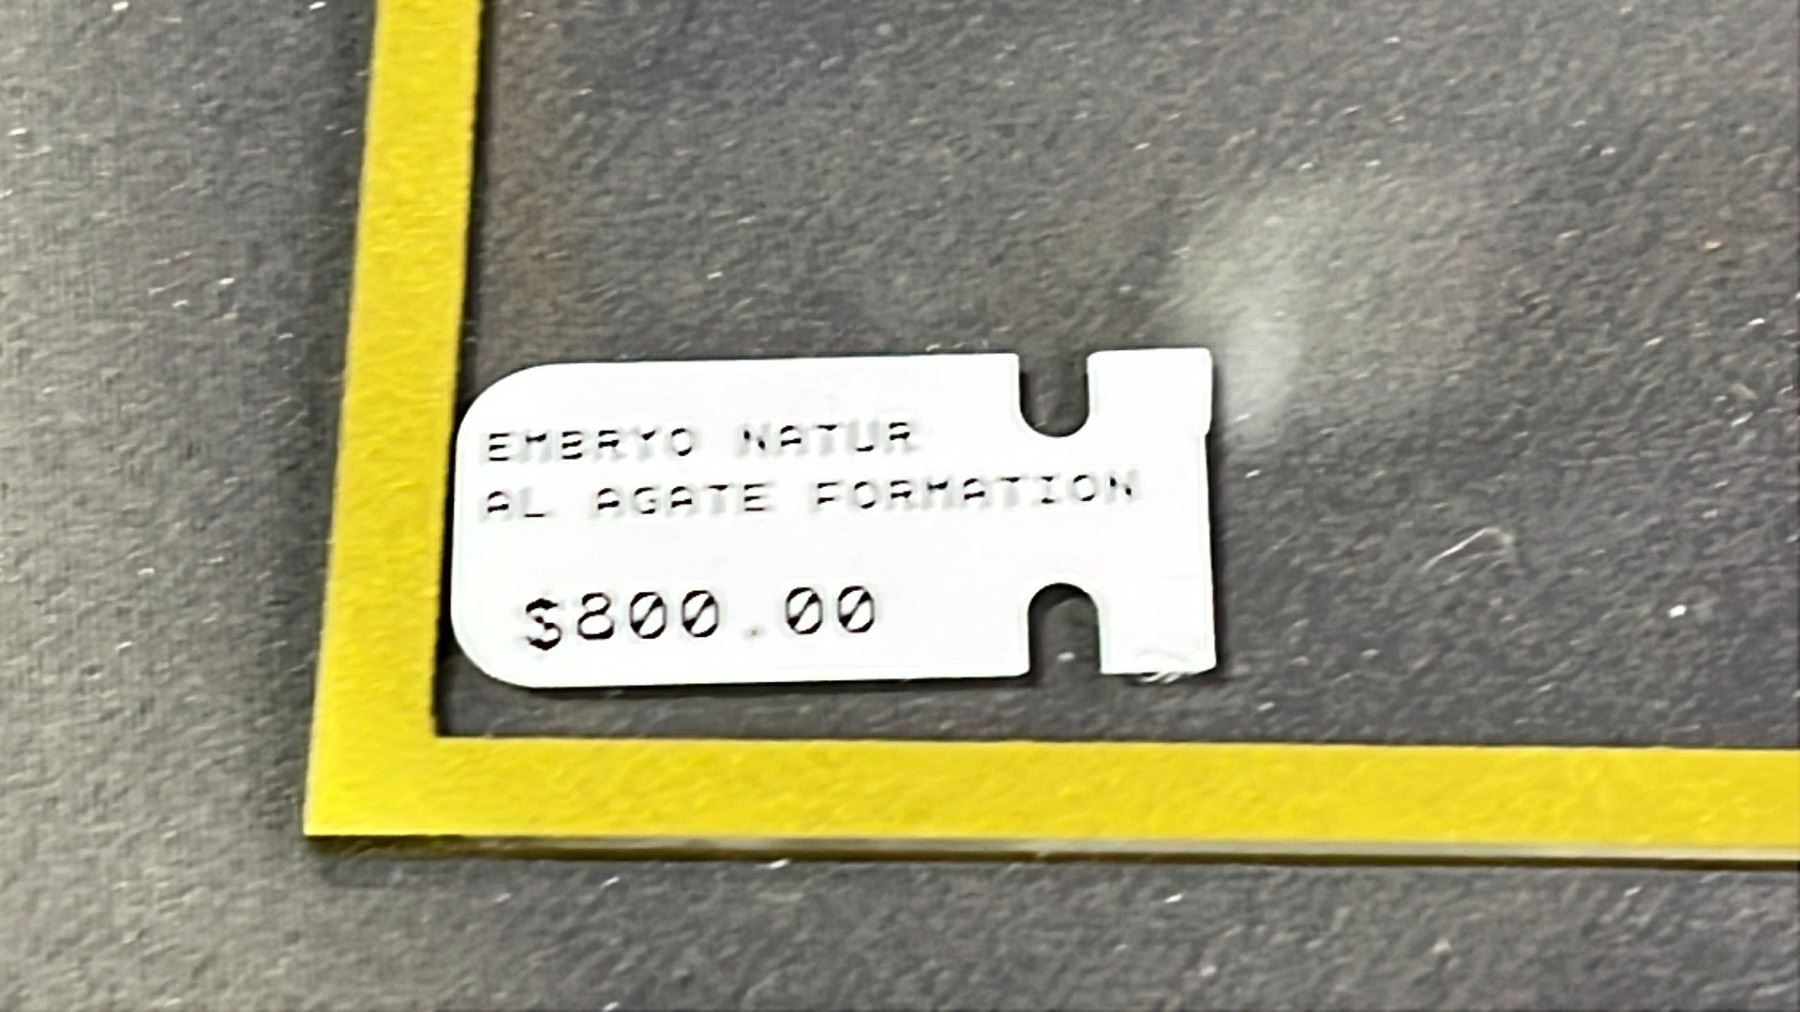 EMBRYO NATUR
AL AGATE FORMATION
$800.00